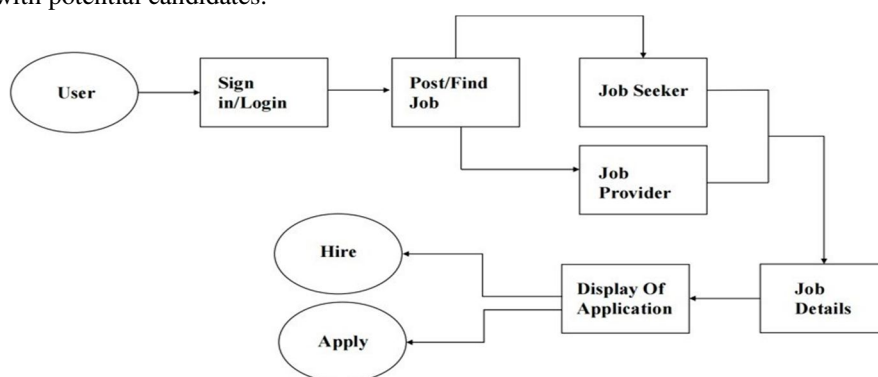 with potential candidates.
User
Sign
in/Login
Post/Find
Job
Job Seeker
Job
Provider
Hire
Display Of
Application
Job
Details
Apply